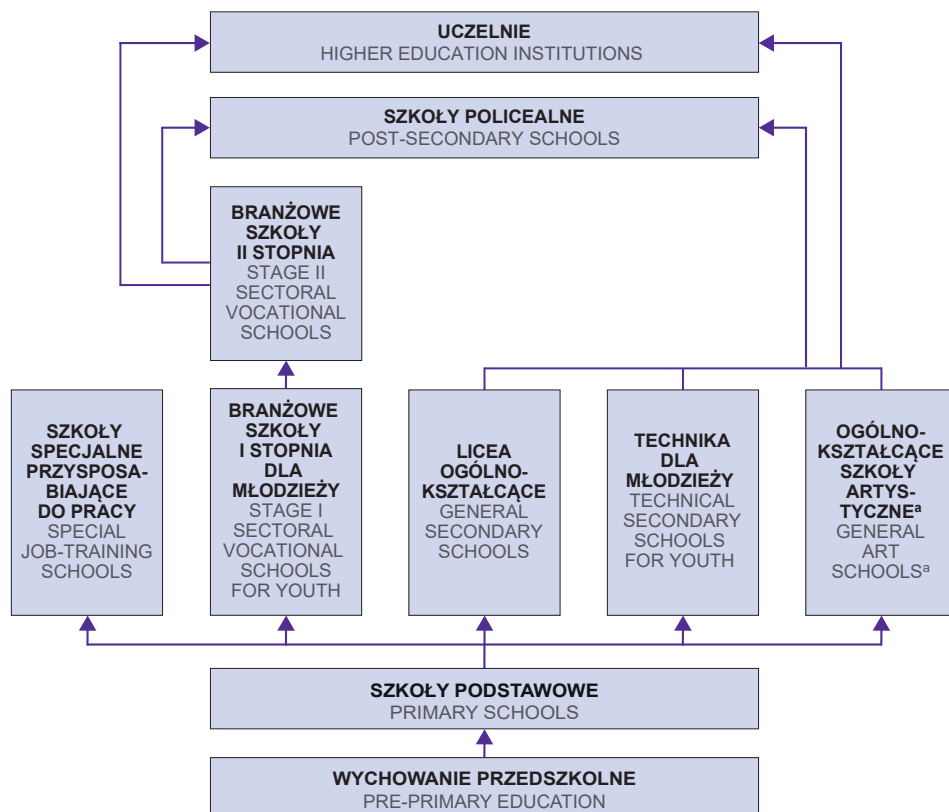 UCZELNIE
HIGHER EDUCATION INSTITUTIONS
SZKOŁY POLICEALNE
POST-SECONDARY SCHOOLS
BRANŻOWE
SZKOŁY
II STOPNIA
STAGE II
SECTORAL
VOCATIONAL
SCHOOLS
SZKOŁY
SPECJALNE
PRZYSPOSA-
BIAJĄCE
DO PRACY
SPECIAL
JOB-TRAINING
SCHOOLS
BRANŻOWE
SZKOŁY
I STOPNIA
DLA
MŁODZIEŻY
STAGE I
SECTORAL
VOCATIONAL
SCHOOLS
FOR YOUTH
LICEA
OGÓLNO-
KSZTAŁCĄCE
GENERAL
SECONDARY
SCHOOLS
TECHNIKA
DLA
MŁODZIEŻY
TECHNICAL
SECONDARY
SCHOOLS
FOR YOUTH
OGÓLNO-
KSZTAŁCĄCE
SZKOŁY
ARTYS-
TYCZNEª
GENERAL
ART
SCHOOLSª
SZKOŁY PODSTAWOWE
PRIMARY SCHOOLS
WYCHOWANIE PRZEDSZKOLNE
PRE-PRIMARY EDUCATION